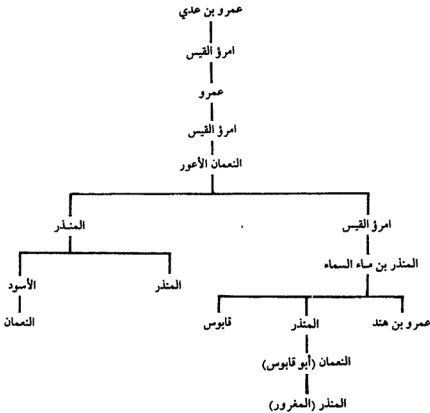 عمرو بن عدي
امرؤ القيس
عمرو
امرؤ القيس
النعمان الأعور
امرؤ القيس
المنذر
المنذر بن ماء السماء
المنذر
الأسود
عمرو بن هند
المنذر
قابوس
النعمان
النعمان (أبو قابوس)
المنذر (المغرور)